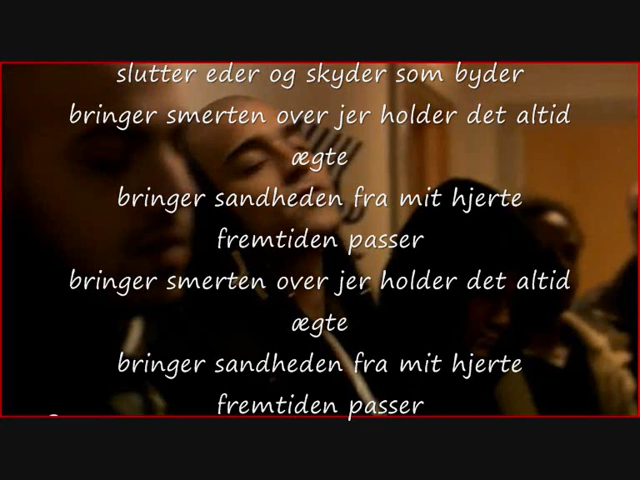 slutter eder og skyder som byder
bringer smerten over jer holder det altid
ægte
bringer sandheden fra mit hjerte
fremtiden passer
bringer smerten over jer holder det altid
ægte
bringer sandheden fra mit hjerte
fremtiden passer